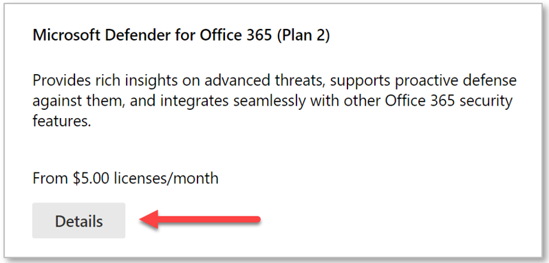 Microsoft Defender for Office 365 (Plan 2)
Provides rich insights on advanced threats, supports proactive defense
against them, and integrates seamlessly with other Office 365 security
features.
From $5.00 licenses/month
Details